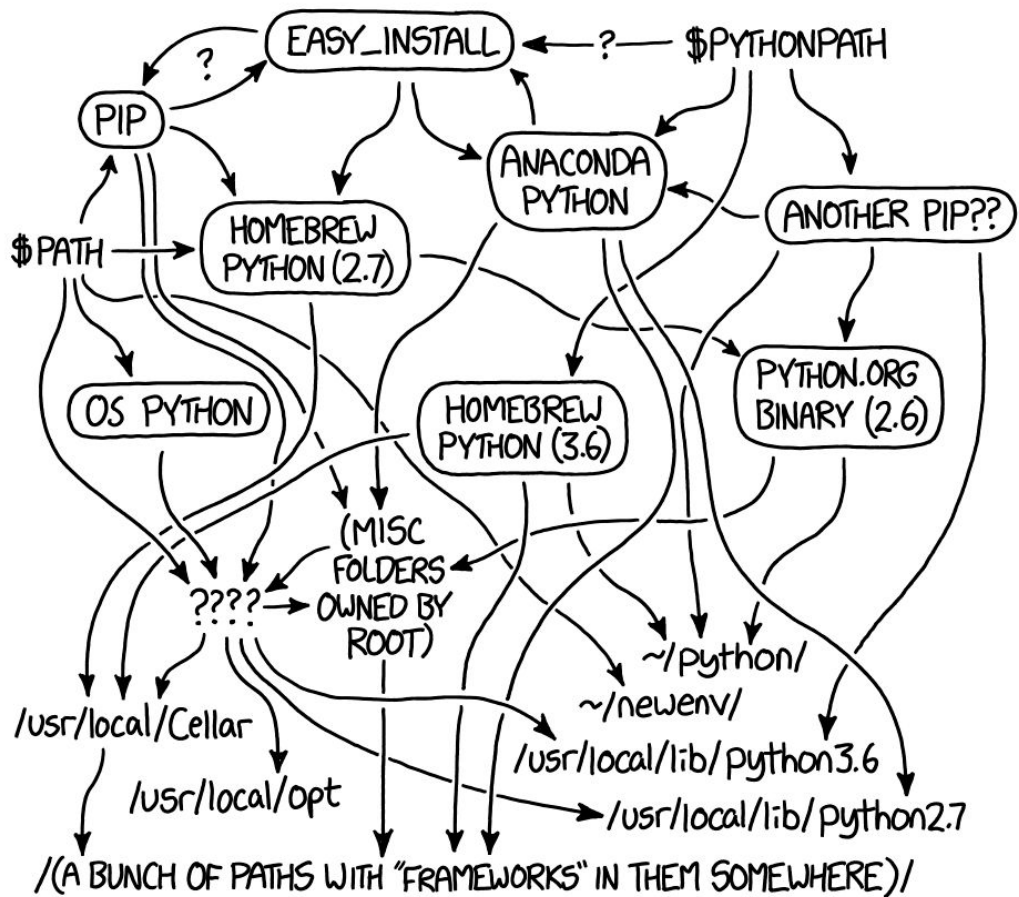 EASY_INSTALL
?
$PYTHONPATH
?
PIP
ANACONDA
PYTHON
ANOTHER PIP??
$PATH
HOMEBREW
PYTHON (2.7)
OS PYTHON
HOMEBREW
PYTHON (3.6)
PYTHON.ORG
BINARY (2.6)
(MISC
FOLDERS
OWNED BY
ROOT)
????
~/python/
~/newenv/
/usr/local/Cellar
/usr/local/lib/python3.6
/usr/local/opt
/usr/local/lib/python2.7
/(A BUNCH OF PATHS WITH "FRAMEWORKS" IN THEM SOMEWHERE)/